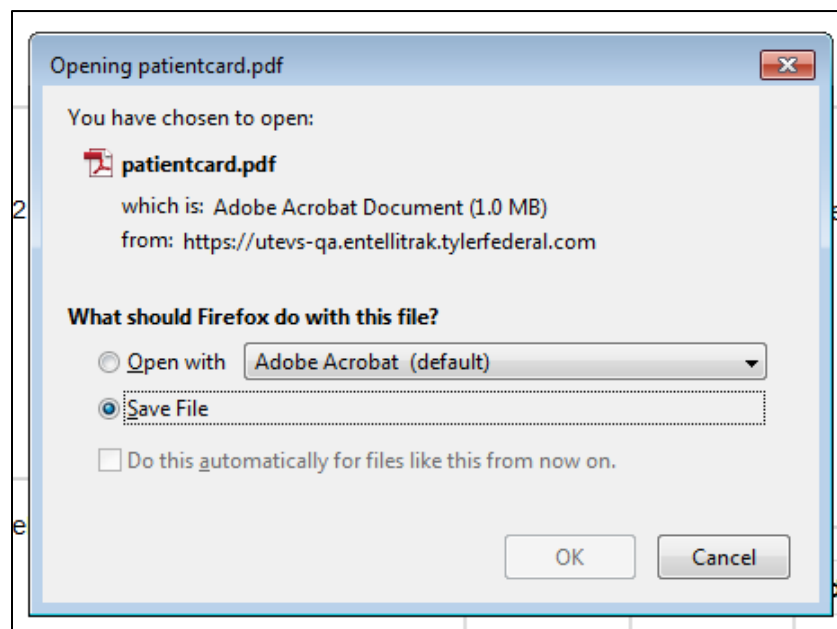 Opening patientcard.pdf
You have chosen to open:
patientcard.pdf
which is: Adobe Acrobat Document (1.0 MB)
from: https://utevs-qa.entellitrak.tylerfederal.com
What should Firefox do with this file?
Open with Adobe Acrobat (default)
Save File
Do this automatically for files like this from now on.
OK Cancel